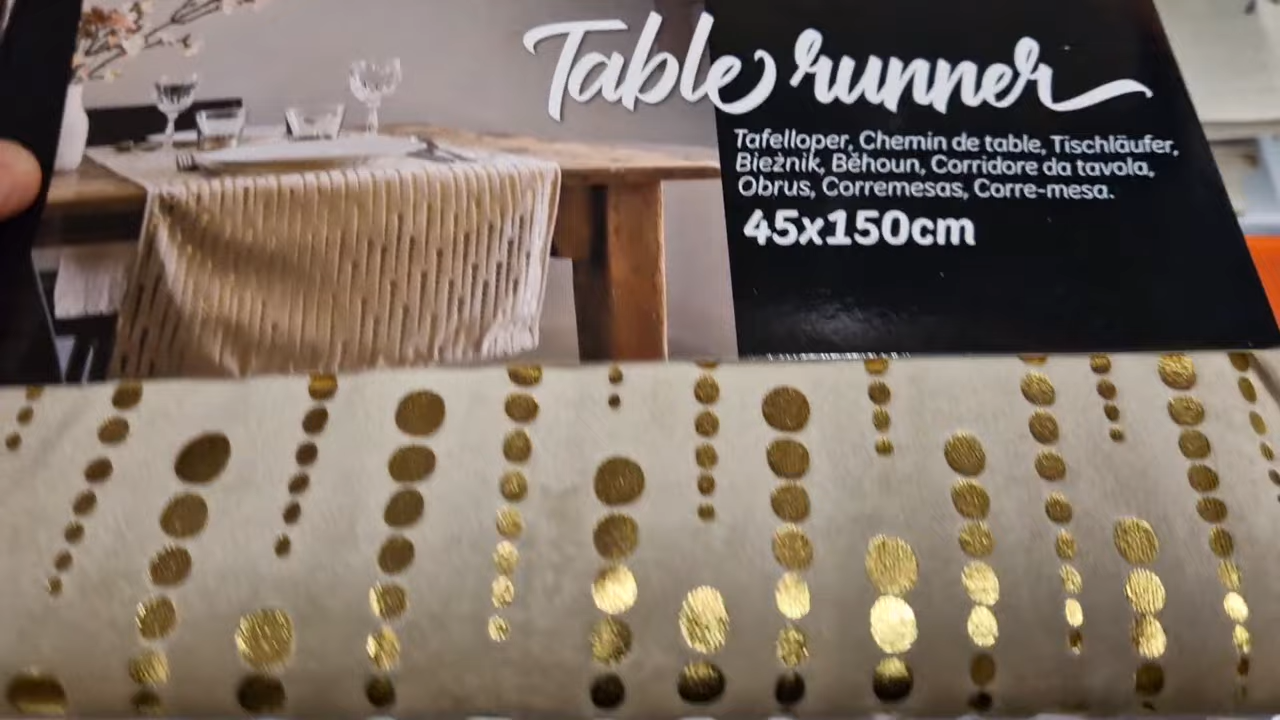 Table runner
Tafelloper, Chemin de table, Tischläufer,
Bieżnik, Běhoun, Corridore da tavola,
Obrus, Corremesas, Corre-mesa.
45x150cm